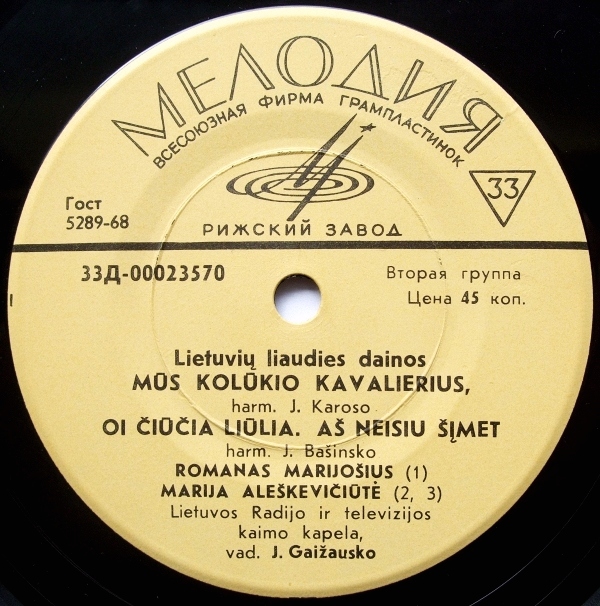 МЕЛОДИЯ
ВСЕСОЮЗНАЯ ФИРМА ГРАМПЛАСТИНОК
33
Гост
5289-68
РИЖСКИЙ ЗАВОД
33Д-00023570
Вторая группа
Цена 45 коп.
I
Lietuvių liaudies dainos
MŪS KOLŪKIO KAVALIERIUS,
harm. J. Karoso
OI ČIŪČIA LIŪLIA. AŠ NEISIU ŠĮMET
harm. J. Bašinsko
ROMANAS MARIJOŠIUS (1)
MARIJA ALEŠKEVIČIŪTĖ (2, 3)
Lietuvos Radijo ir televizijos
kaimo kapela,
vad. J. Gaižausko